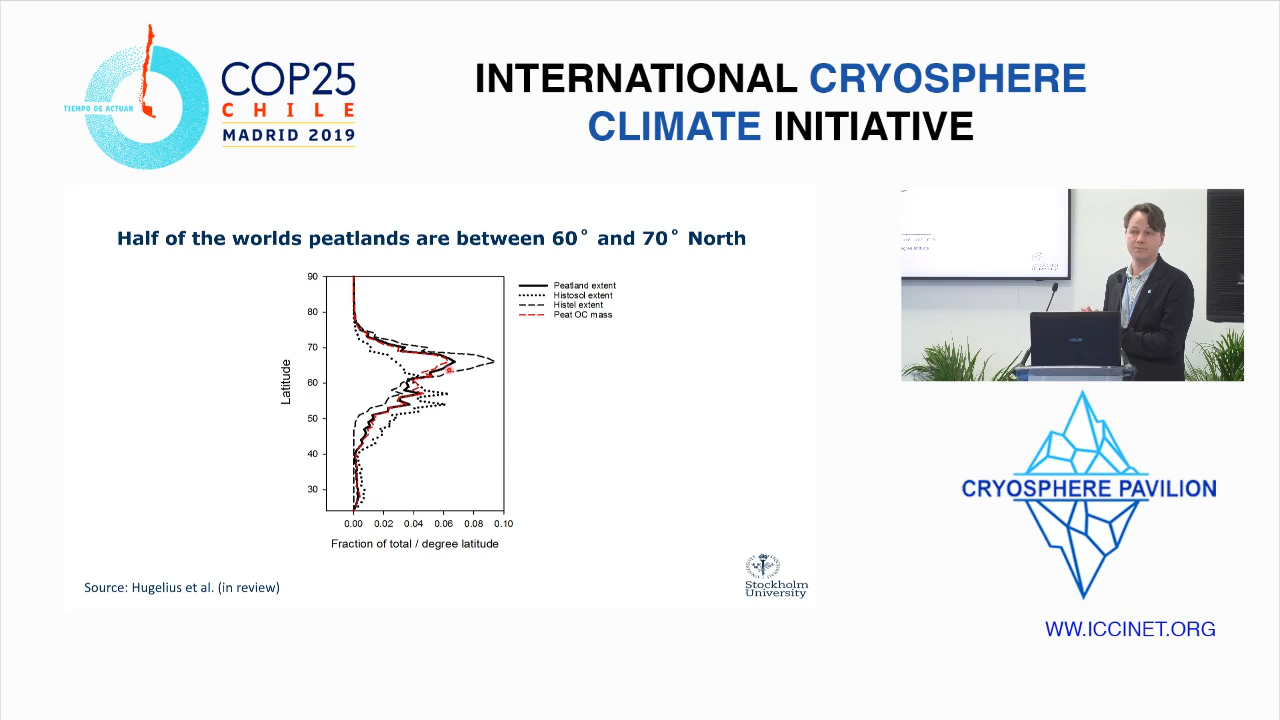 TIEMPO DE ACTUAR
COP25
CHILE
MADRID 2019
INTERNATIONAL CRYOSPHERE
CLIMATE INITIATIVE
Half of the worlds peatlands are between 60° and 70° North
90
80
70
60
50
40
30
Latitude
0.00 0.02 0.04 0.06 0.08 0.10
Fraction of total / degree latitude
Peatland extent
Histosol extent
Histel extent
Peat OC mass
Source: Hugelius et al. (in review)
Stockholm
University
Stockholm
University
CRYOSPHERE PAVILION
WW.ICCINET.ORG